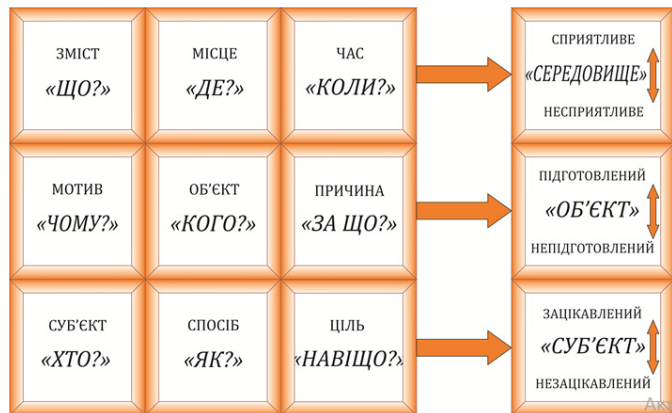 ЗМІСТ
«ЩО?»
МІСЦЕ
«ДЕ?»
ЧАС
«КОЛИ?»
СПРИЯТЛИВЕ
«СЕРЕДОВИЩЕ»
НЕСПРИЯТЛИВЕ
МОТИВ
«ЧОМУ?»
ОБ’ЄКТ
«КОГО?»
ПРИЧИНА
«ЗА ЩО?»
ПІДГОТОВЛЕНИЙ
«ОБ’ЄКТ»
НЕПІДГОТОВЛЕНИЙ
СУБ’ЄКТ
«ХТО?»
СПОСІБ
«ЯК?»
ЦІЛЬ
«НАВІЩО?»
ЗАЦІКАВЛЕНИЙ
«СУБ’ЄКТ»
НЕЗАЦІКАВЛЕНИЙ